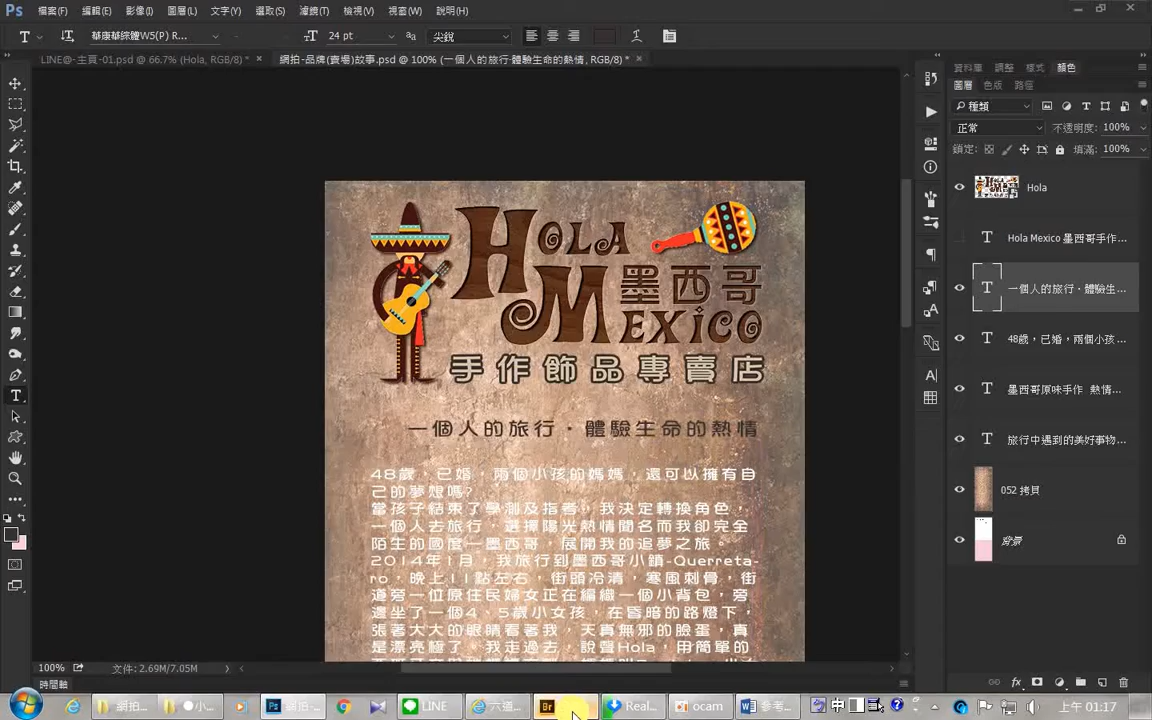 Ps 檔案(F) 編輯(E) 影像(I) 圖層(L) 文字(Y) 選取(S) 濾鏡(T) 檢視(V) 視窗(W) 說明(H)
T 華康華綜體W5(P) R... 24 pt aa 尖銳
LINE@-主頁-01.psd @ 66.7% (Hola, RGB/8) * ×
網拍-品牌(賣場)故事.psd @ 100% (一個人的旅行‧體驗生命的熱情, RGB/8) * ×
資料庫 調整 樣式 顏色
圖層 色版 路徑
種類
正常 不透明度: 100%
鎖定: 填滿: 100%
Hola
Hola Mexico 墨西哥手作...
一個人的旅行‧體驗生...
48歲，已婚，兩個小孩...
墨西哥原味手作 熱情...
旅行中遇到的美好事物...
052 拷貝
背景
HOLA
墨西哥
MEXICO
手作飾品專賣店
一個人的旅行‧體驗生命的熱情
48歲，已婚，兩個小孩的媽媽，還可以擁有自
己的夢想嗎?
當孩子結束了學測及指考，我決定轉換角色，
一個人去旅行，選擇陽光熱情聞名而我卻完全
陌生的國度—墨西哥，展開我的追夢之旅。
2014年1月，我旅行到墨西哥小鎮-Querreta-
ro，晚上11點左右，街頭冷清，寒風刺骨，街
道旁一位原住民婦女正在編織一個小背包，旁
邊坐了一個4、5歲小女孩，在昏暗的路燈下，
張著大大的眼睛看著我，天真無邪的臉蛋，真
是漂亮極了。我走過去，說聲Hola，用簡單的
100% 文件: 2.69M/7.05M
時間軸
網拍... ●小... 網拍-... LINE 六道... Br Real... ocam 參考... 中 上午 01:17